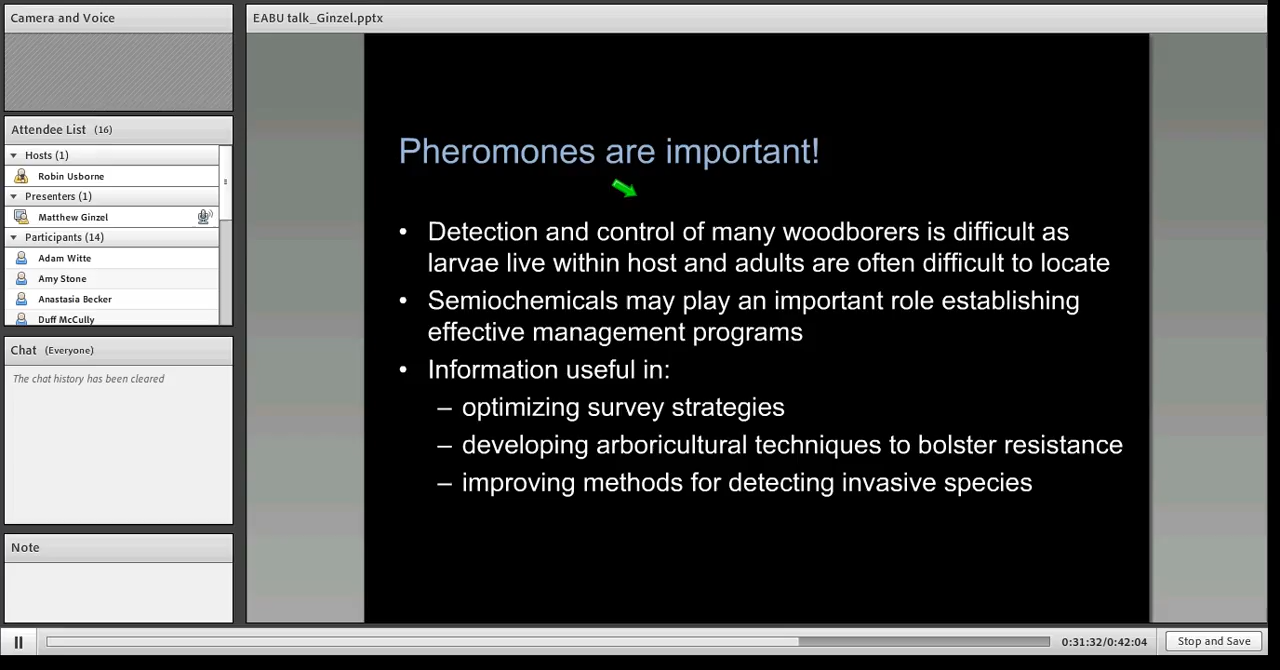 Camera and Voice
EABU talk_Ginzel.pptx
Attendee List (16)
Hosts (1)
Robin Usborne
Presenters (1)
Matthew Ginzel
Participants (14)
Adam Witte
Amy Stone
Anastasia Becker
Duff McCully
Chat (Everyone)
The chat history has been cleared
Note
Pheromones are important!
• Detection and control of many woodborers is difficult as
larvae live within host and adults are often difficult to locate
• Semiochemicals may play an important role establishing
effective management programs
• Information useful in:
– optimizing survey strategies
– developing arboricultural techniques to bolster resistance
– improving methods for detecting invasive species
0:31:32/0:42:04
Stop and Save